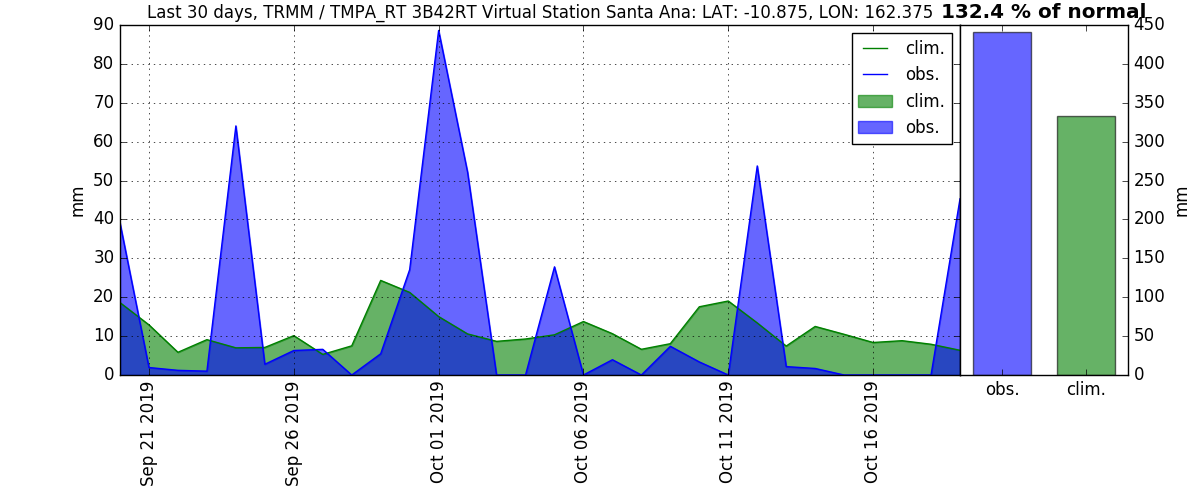 Last 30 days, TRMM / TMPA_RT 3B42RT Virtual Station Santa Ana: LAT: -10.875, LON: 162.375 132.4 % of normal
90
80
70
60
50
40
30
20
10
0
mm
clim.
obs.
clim.
obs.
Sep 21 2019
Sep 26 2019
Oct 01 2019
Oct 06 2019
Oct 11 2019
Oct 16 2019
450
400
350
300
250
200
150
100
50
0
mm
obs. clim.